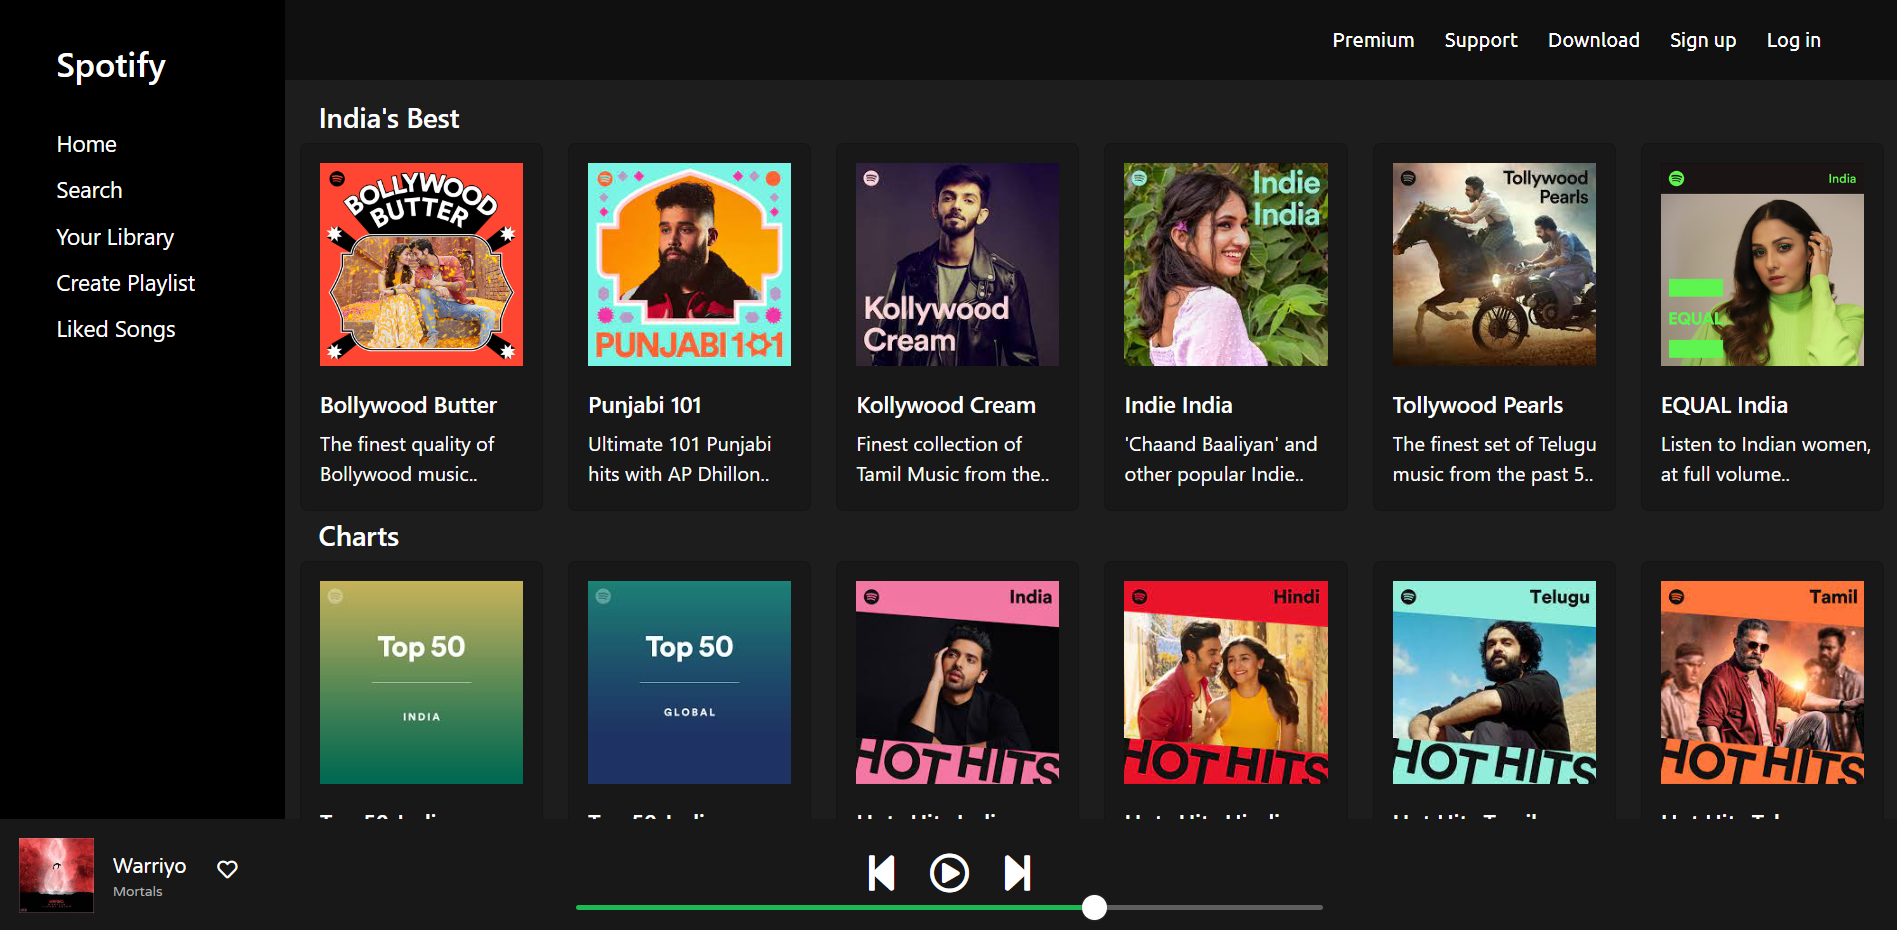 Spotify
Home
Search
Your Library
Create Playlist
Liked Songs
Premium Support Download Sign up Log in
India's Best
BOLLYWOOD
BUTTER
PUNJABI 101
Kollywood
Cream
Indie
India
Tollywood
Pearls
India
EQUAL
Bollywood Butter
The finest quality of
Bollywood music..
Punjabi 101
Ultimate 101 Punjabi
hits with AP Dhillon..
Kollywood Cream
Finest collection of
Tamil Music from the..
Indie India
'Chaand Baaliyan' and
other popular Indie..
Tollywood Pearls
The finest set of Telugu
music from the past 5..
EQUAL India
Listen to Indian women,
at full volume..
Charts
Top 50
INDIA
Top 50
GLOBAL
India
HOT HITS
Hindi
HOT HITS
Telugu
HOT HITS
Tamil
HOT HITS
Warriyo
Mortals